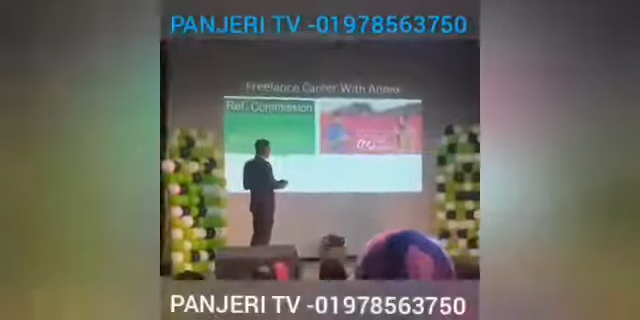 PANJERI TV -01978563750
Freelance Career With Annex
Ref: Commission
PANJERI TV -01978563750